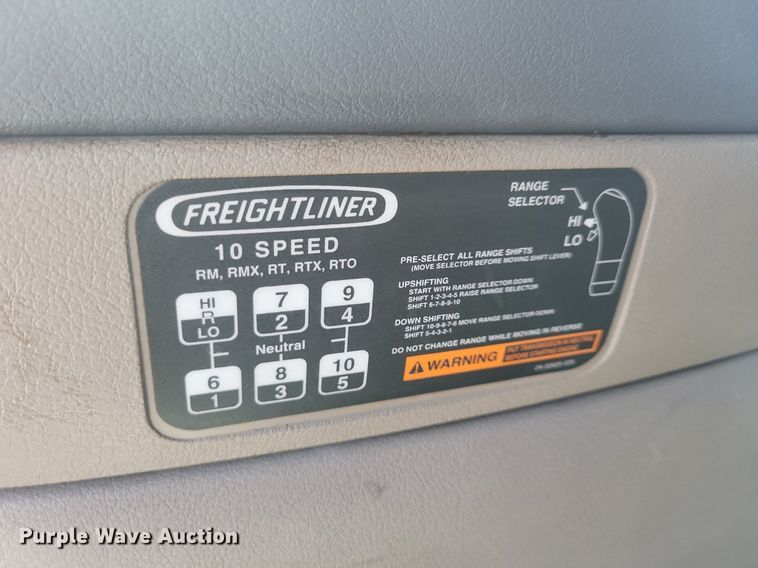 FREIGHTLINER
10 SPEED
RM, RMX, RT, RTX, RTO
HI
R
LO
7
2
9
4
Neutral
6
1
8
3
10
5
RANGE
SELECTOR
HI
LO
PRE-SELECT ALL RANGE SHIFTS
(MOVE SELECTOR BEFORE MOVING SHIFT LEVER)
UPSHIFTING
START WITH RANGE SELECTOR DOWN
SHIFT 1-2-3-4-5 RAISE RANGE SELECTOR
SHIFT 6-7-8-9-10
DOWN SHIFTING
SHIFT 10-9-8-7-6 MOVE RANGE SELECTOR DOWN
SHIFT 5-4-3-2-1
DO NOT CHANGE RANGE WHILE MOVING IN REVERSE
WARNING
PUT TRANSMISSION IN NEUTRAL
BEFORE STARTING ENGINE
Purple Wave Auction